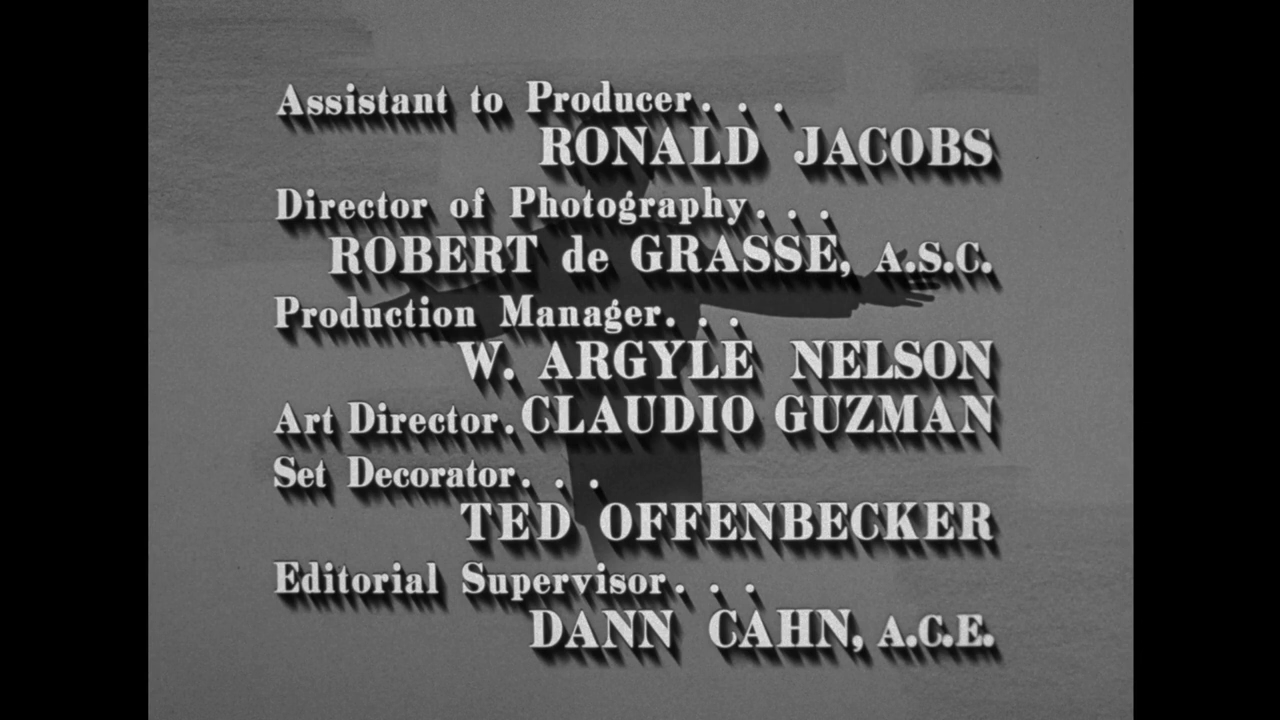 Assistant to Producer. . .
RONALD JACOBS
Director of Photography. . .
ROBERT de GRASSE, A.S.C.
Production Manager. . .
W. ARGYLE NELSON
Art Director. CLAUDIO GUZMAN
Set Decorator. . .
TED OFFENBECKER
Editorial Supervisor. . .
DANN CAHN, A.C.E.